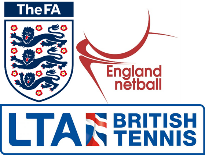 TheFA
England
netball
LTA BRITISH
TENNIS